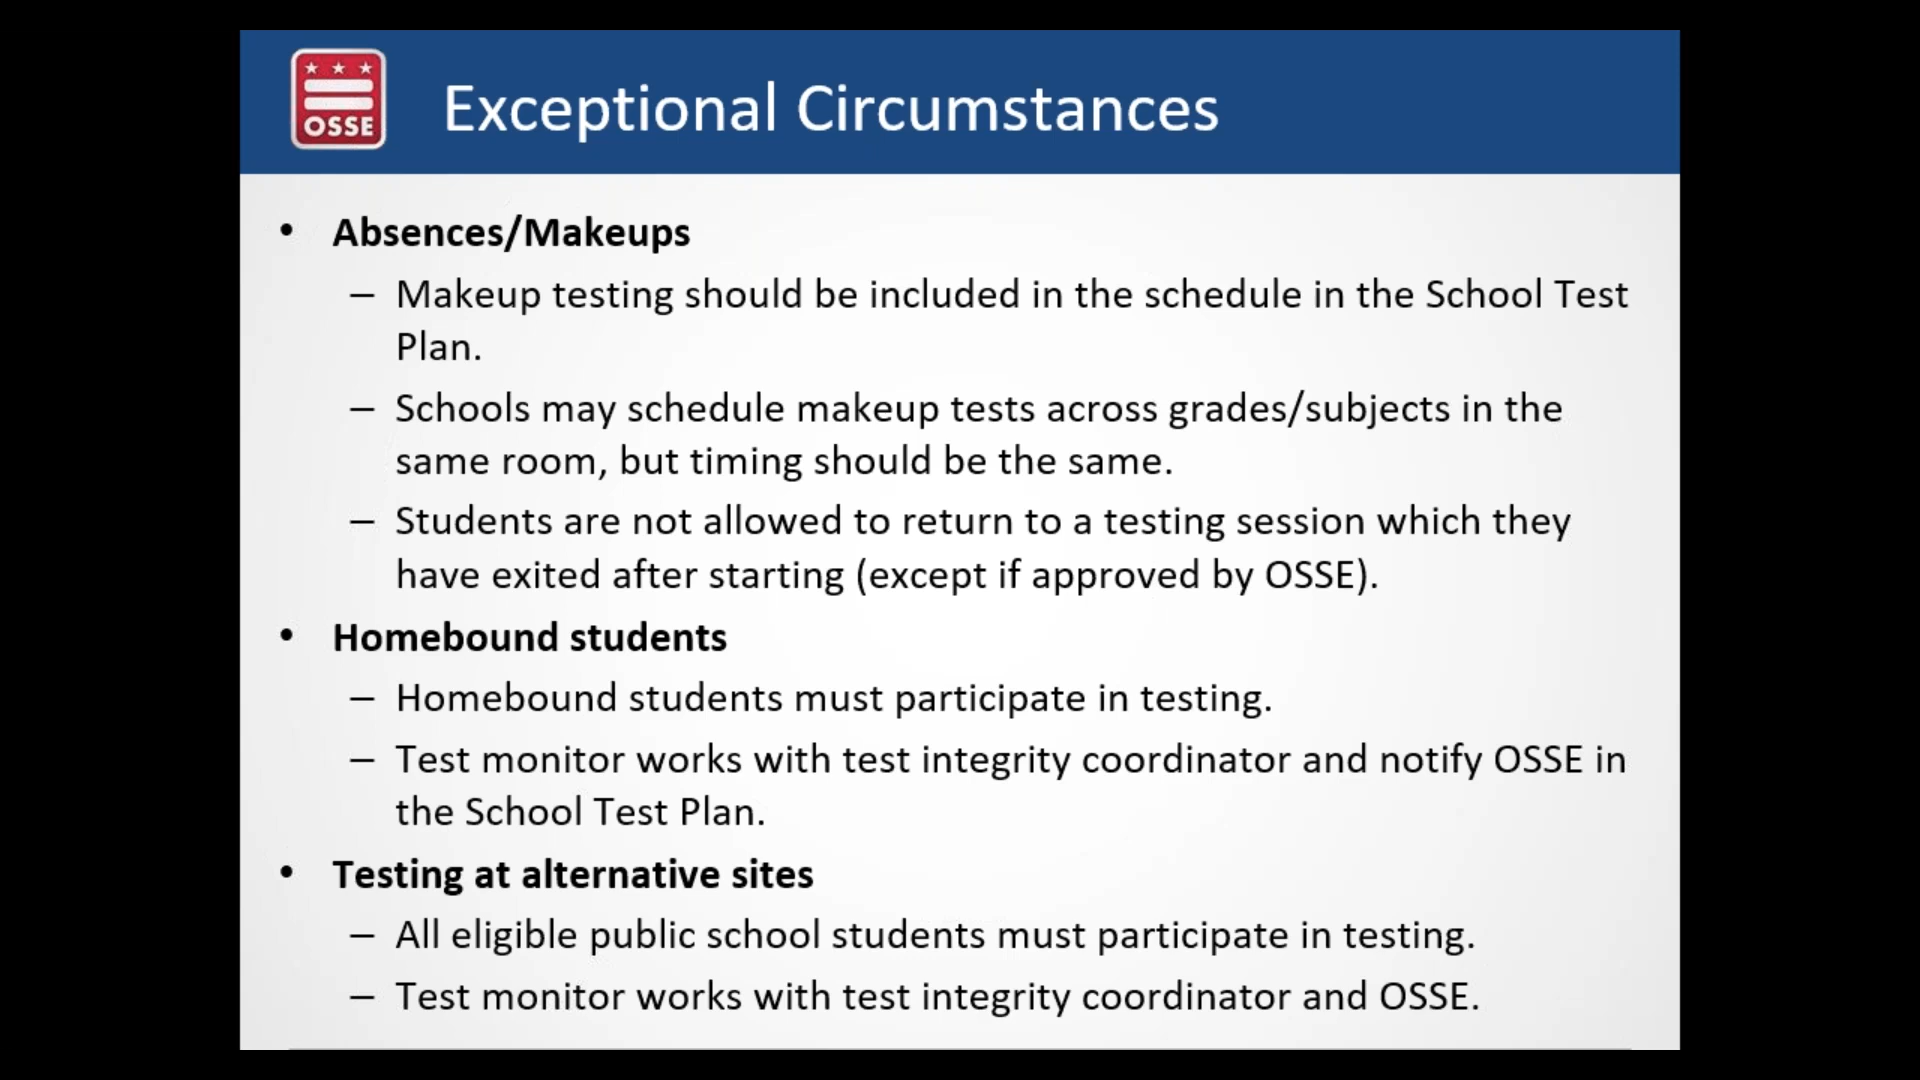 OSSE
Exceptional Circumstances
• Absences/Makeups
– Makeup testing should be included in the schedule in the School Test
Plan.
– Schools may schedule makeup tests across grades/subjects in the
same room, but timing should be the same.
– Students are not allowed to return to a testing session which they
have exited after starting (except if approved by OSSE).
• Homebound students
– Homebound students must participate in testing.
– Test monitor works with test integrity coordinator and notify OSSE in
the School Test Plan.
• Testing at alternative sites
– All eligible public school students must participate in testing.
– Test monitor works with test integrity coordinator and OSSE.